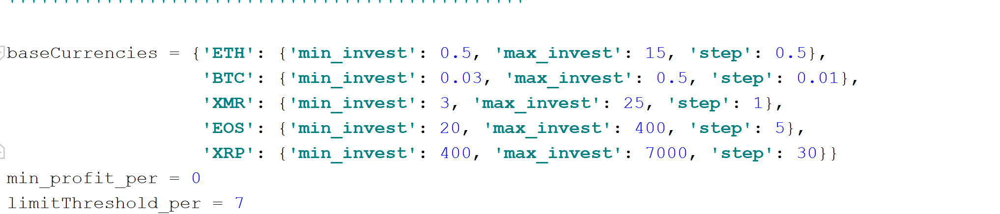 baseCurrencies = {'ETH': {'min_invest': 0.5, 'max_invest': 15, 'step': 0.5},
'BTC': {'min_invest': 0.03, 'max_invest': 0.5, 'step': 0.01},
'XMR': {'min_invest': 3, 'max_invest': 25, 'step': 1},
'EOS': {'min_invest': 20, 'max_invest': 400, 'step': 5},
'XRP': {'min_invest': 400, 'max_invest': 7000, 'step': 30}}
min_profit_per = 0
limitThreshold_per = 7